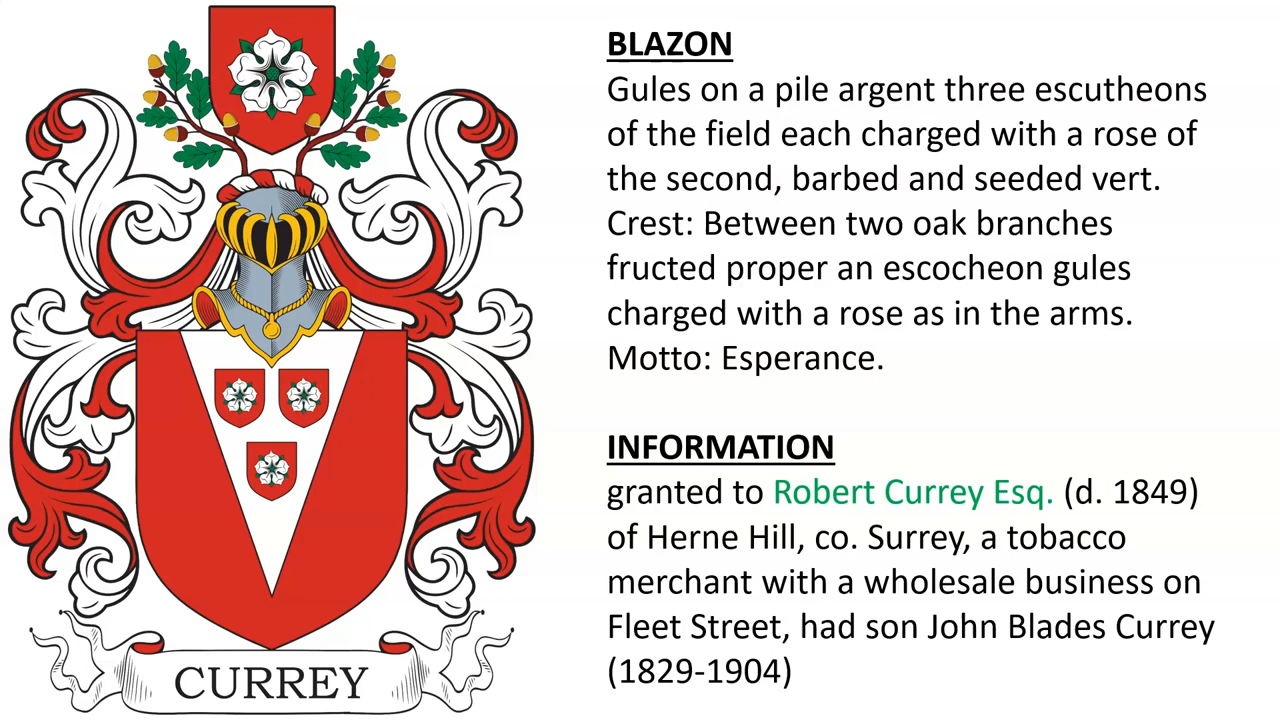 BLAZON
Gules on a pile argent three escutheons
of the field each charged with a rose of
the second, barbed and seeded vert.
Crest: Between two oak branches
fructed proper an escocheon gules
charged with a rose as in the arms.
Motto: Esperance.
INFORMATION
granted to Robert Currey Esq. (d. 1849)
of Herne Hill, co. Surrey, a tobacco
merchant with a wholesale business on
Fleet Street, had son John Blades Currey
(1829-1904)
CURREY